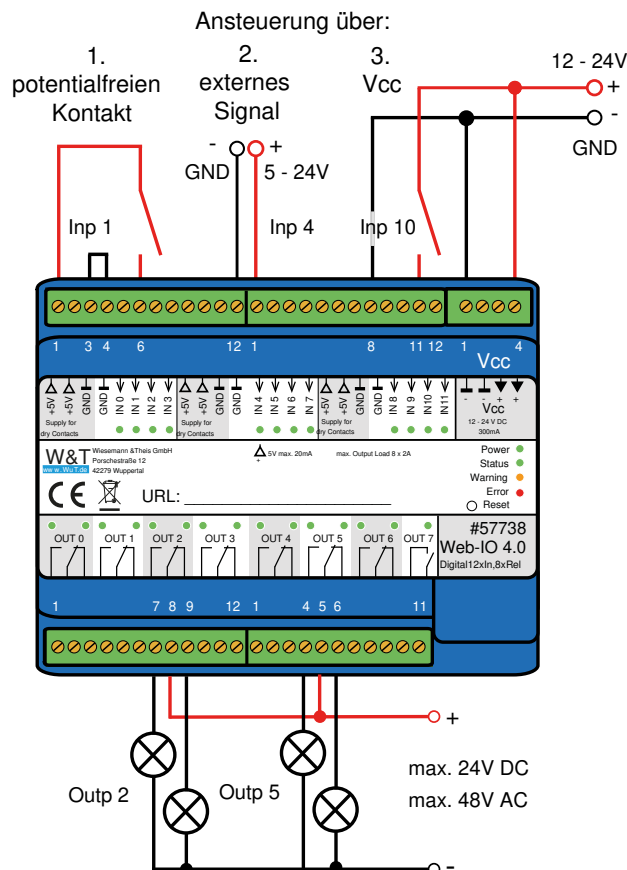 Ansteuerung über:
1.
potentialfreien
Kontakt
2.
externes
Signal
3.
Vcc
12 - 24V
+
-
GND
- +
GND 5 - 24V
Inp 1
Inp 4
Inp 10
1 3 4 6 12 1 8 11 12 1 4
Vcc
+5V +5V GND GND IN 0 IN 1 IN 2 IN 3 +5V +5V GND GND IN 4 IN 5 IN 6 IN 7 +5V +5V GND GND IN 8 IN 9 IN10 IN11 - - + +
Supply for
dry Contacts
Supply for
dry Contacts
Supply for
dry Contacts
Vcc
12 - 24 V DC
300mA
W&T
www.WuT.de
Wiesemann &Theis GmbH
Porschestraße 12
42279 Wuppertal
+
5V max. 20mA
max. Output Load 8 x 2A
Power
Status
Warning
Error
Reset
CE
URL: ________________________
OUT 0 OUT 1 OUT 2 OUT 3 OUT 4 OUT 5 OUT 6 OUT 7
#57738
Web-IO 4.0
Digital12xIn,8xRel
1 7 8 9 12 1 4 5 6 11
+
Outp 2
Outp 5
max. 24V DC
max. 48V AC
-